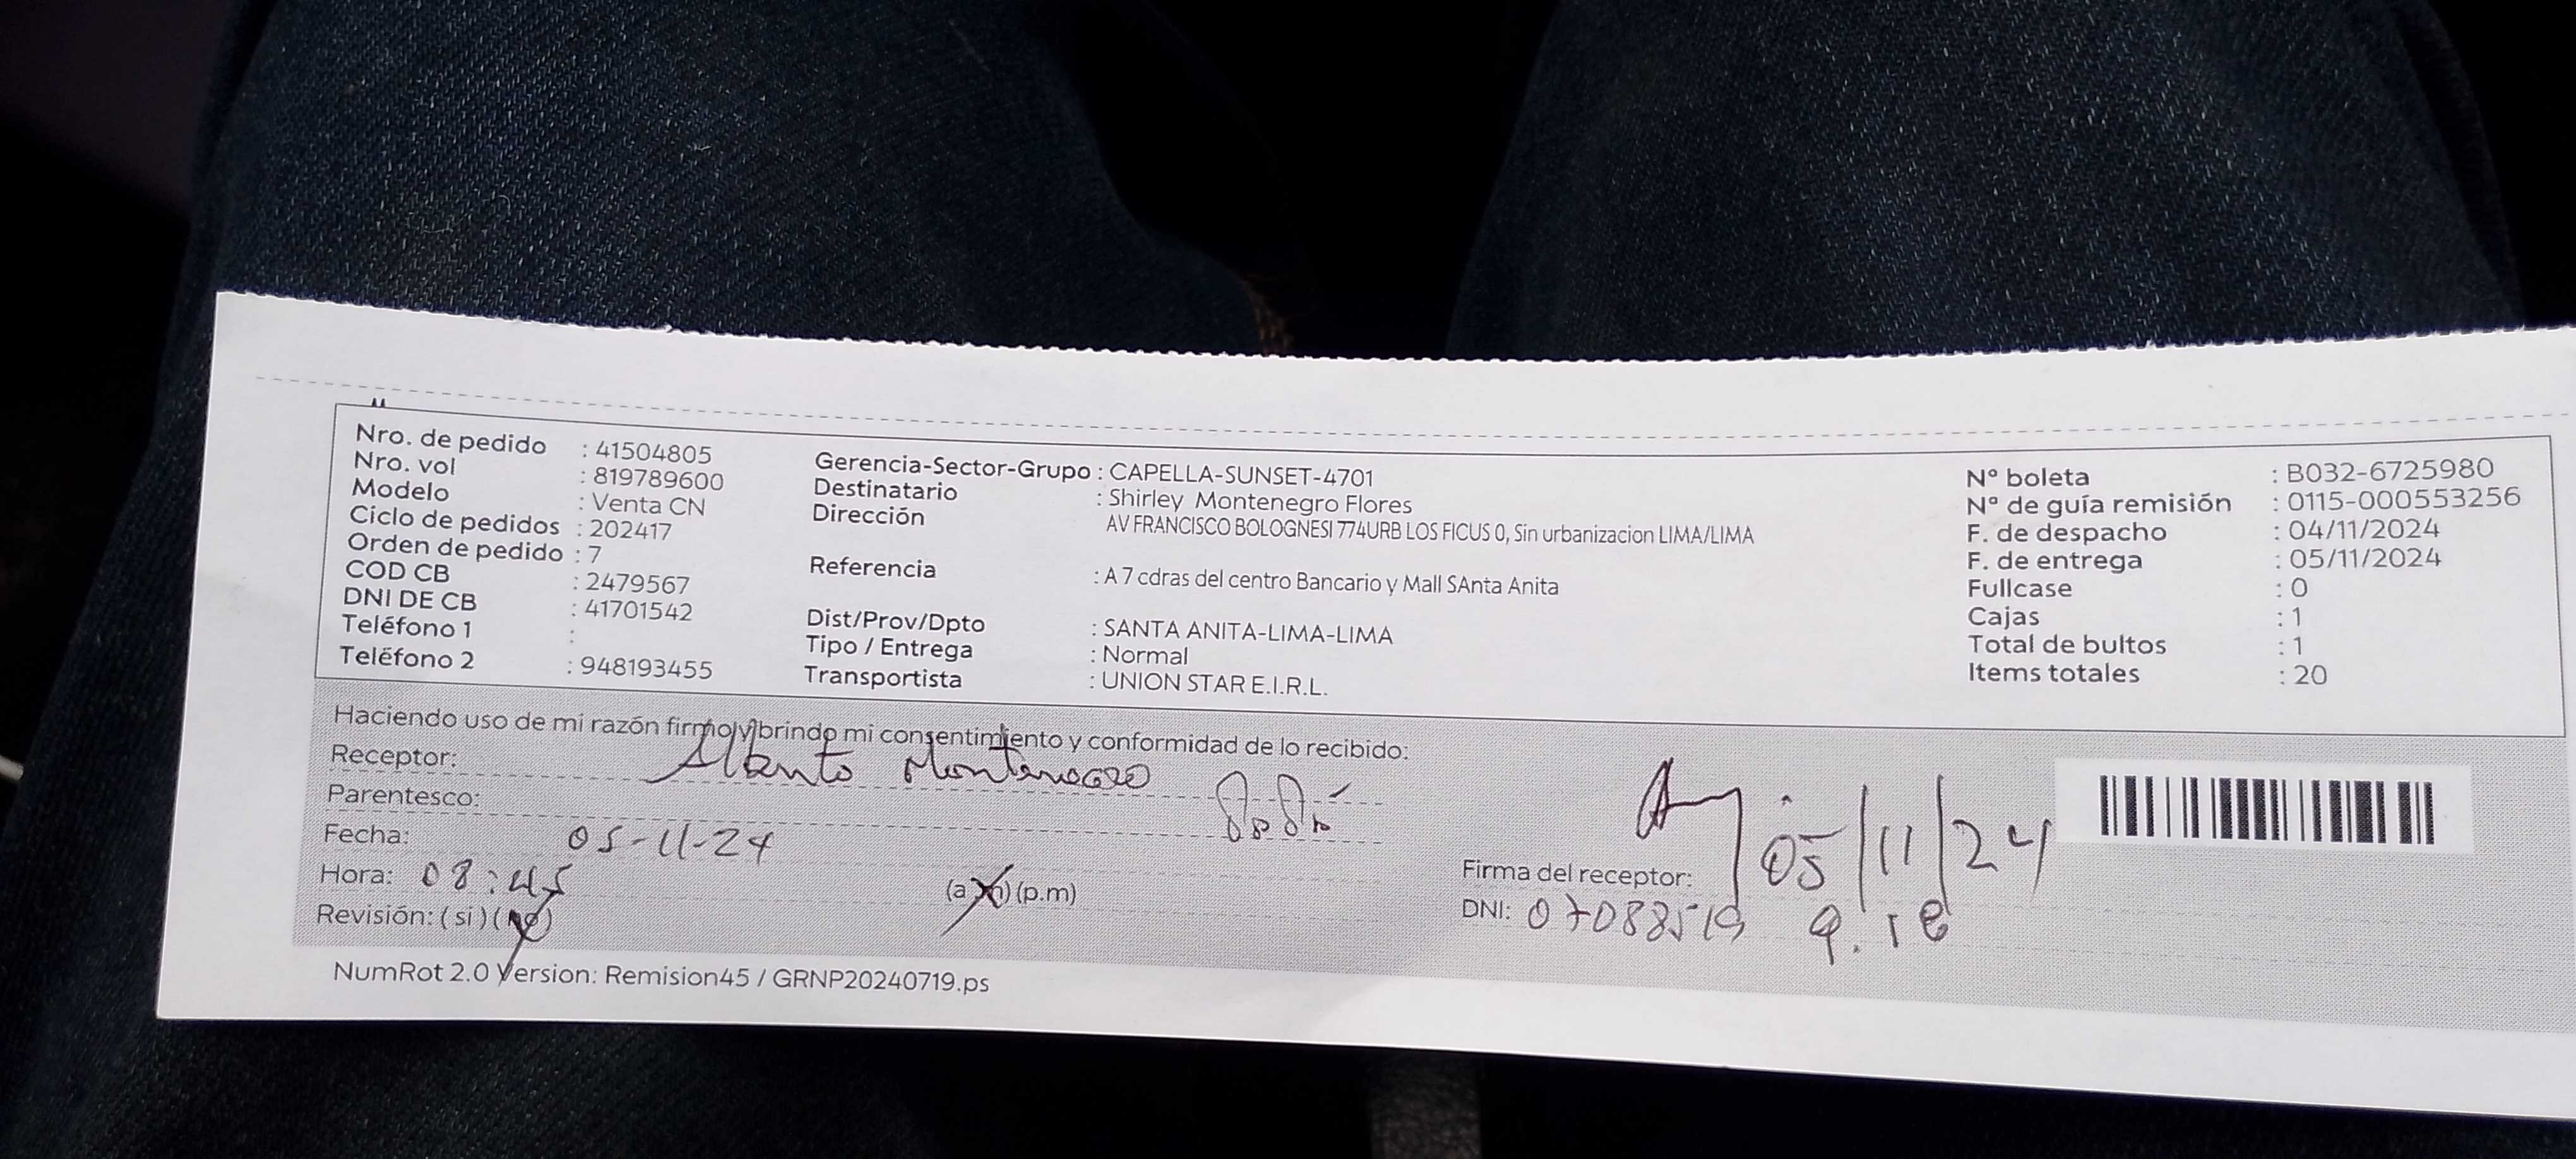 Nro. de pedido : 41504805
Nro. vol : 819789600
Modelo : Venta CN
Ciclo de pedidos : 202417
Orden de pedido : 7
COD CB : 2479567
DNI DE CB : 41701542
Teléfono 1 :
Teléfono 2 : 948193455
Gerencia-Sector-Grupo : CAPELLA-SUNSET-4701
Destinatario : Shirley Montenegro Flores
Dirección : AV FRANCISCO BOLOGNESI 774URB LOS FICUS 0, Sin urbanizacion LIMA/LIMA
Referencia : A 7 cdras del centro Bancario y Mall SAnta Anita
Dist/Prov/Dpto : SANTA ANITA-LIMA-LIMA
Tipo / Entrega : Normal
Transportista : UNION STAR E.I.R.L.
Nº boleta : B032-6725980
Nº de guía remisión : 0115-000553256
F. de despacho : 04/11/2024
F. de entrega : 05/11/2024
Fullcase : 0
Cajas : 1
Total de bultos : 1
Items totales : 20
Haciendo uso de mi razón firmo y brindo mi consentimiento y conformidad de lo recibido:
Receptor: Alberto Montenegro
Parentesco:
Fecha: 05-11-24
Hora: 08:45 (a.m) (p.m)
Revisión: (si) (no)
Firma del receptor: 05/11/24
DNI: 07088519
NumRot 2.0 Version: Remision45 / GRNP20240719.ps